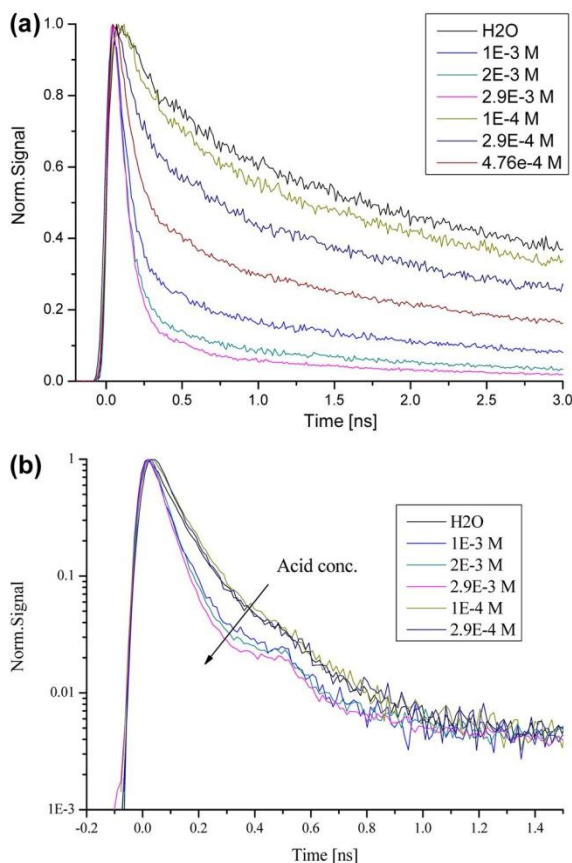 (a)
1.0
0.8
0.6
0.4
0.2
0.0
Norm.Signal
H2O
1E-3 M
2E-3 M
2.9E-3 M
1E-4 M
2.9E-4 M
4.76e-4 M
0.0 0.5 1.0 1.5 2.0 2.5 3.0
Time [ns]
(b)
1
0.1
0.01
1E-3
Norm.Signal
Acid conc.
H2O
1E-3 M
2E-3 M
2.9E-3 M
1E-4 M
2.9E-4 M
-0.2 0.0 0.2 0.4 0.6 0.8 1.0 1.2 1.4
Time [ns]